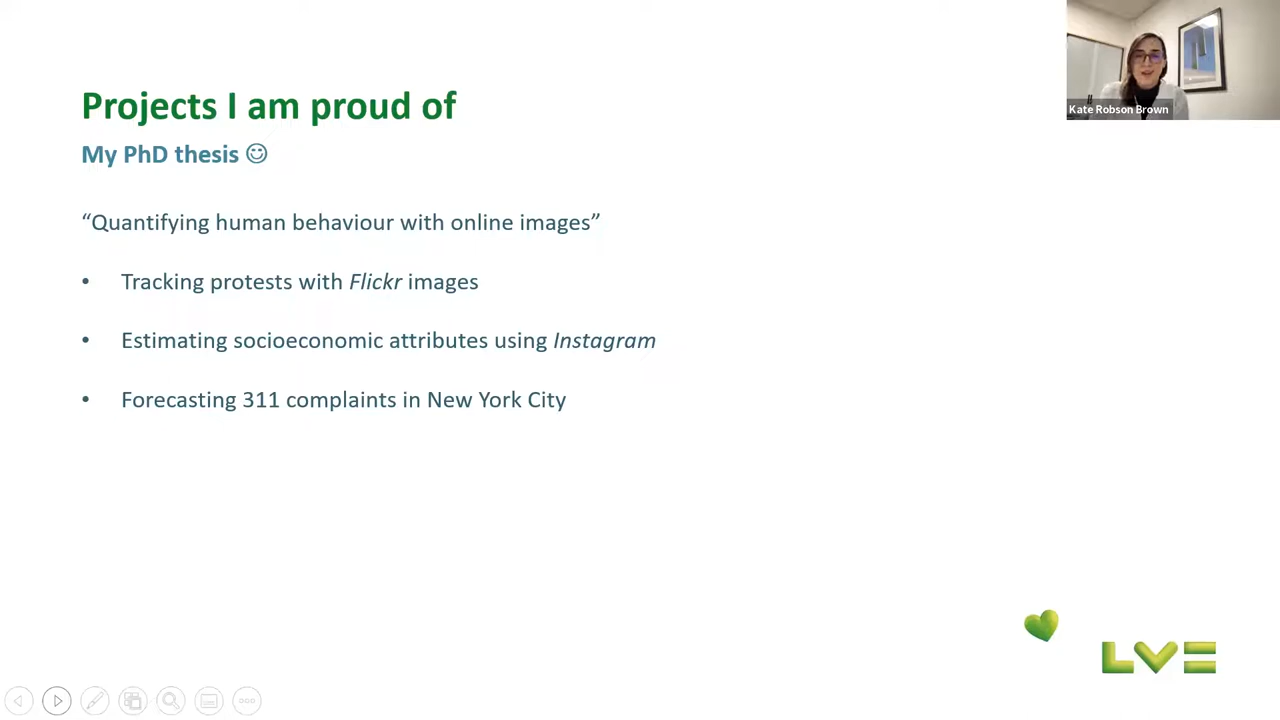 Projects I am proud of
My PhD thesis ☺
“Quantifying human behaviour with online images”
• Tracking protests with Flickr images
• Estimating socioeconomic attributes using Instagram
• Forecasting 311 complaints in New York City
Kate Robson Brown
LV=